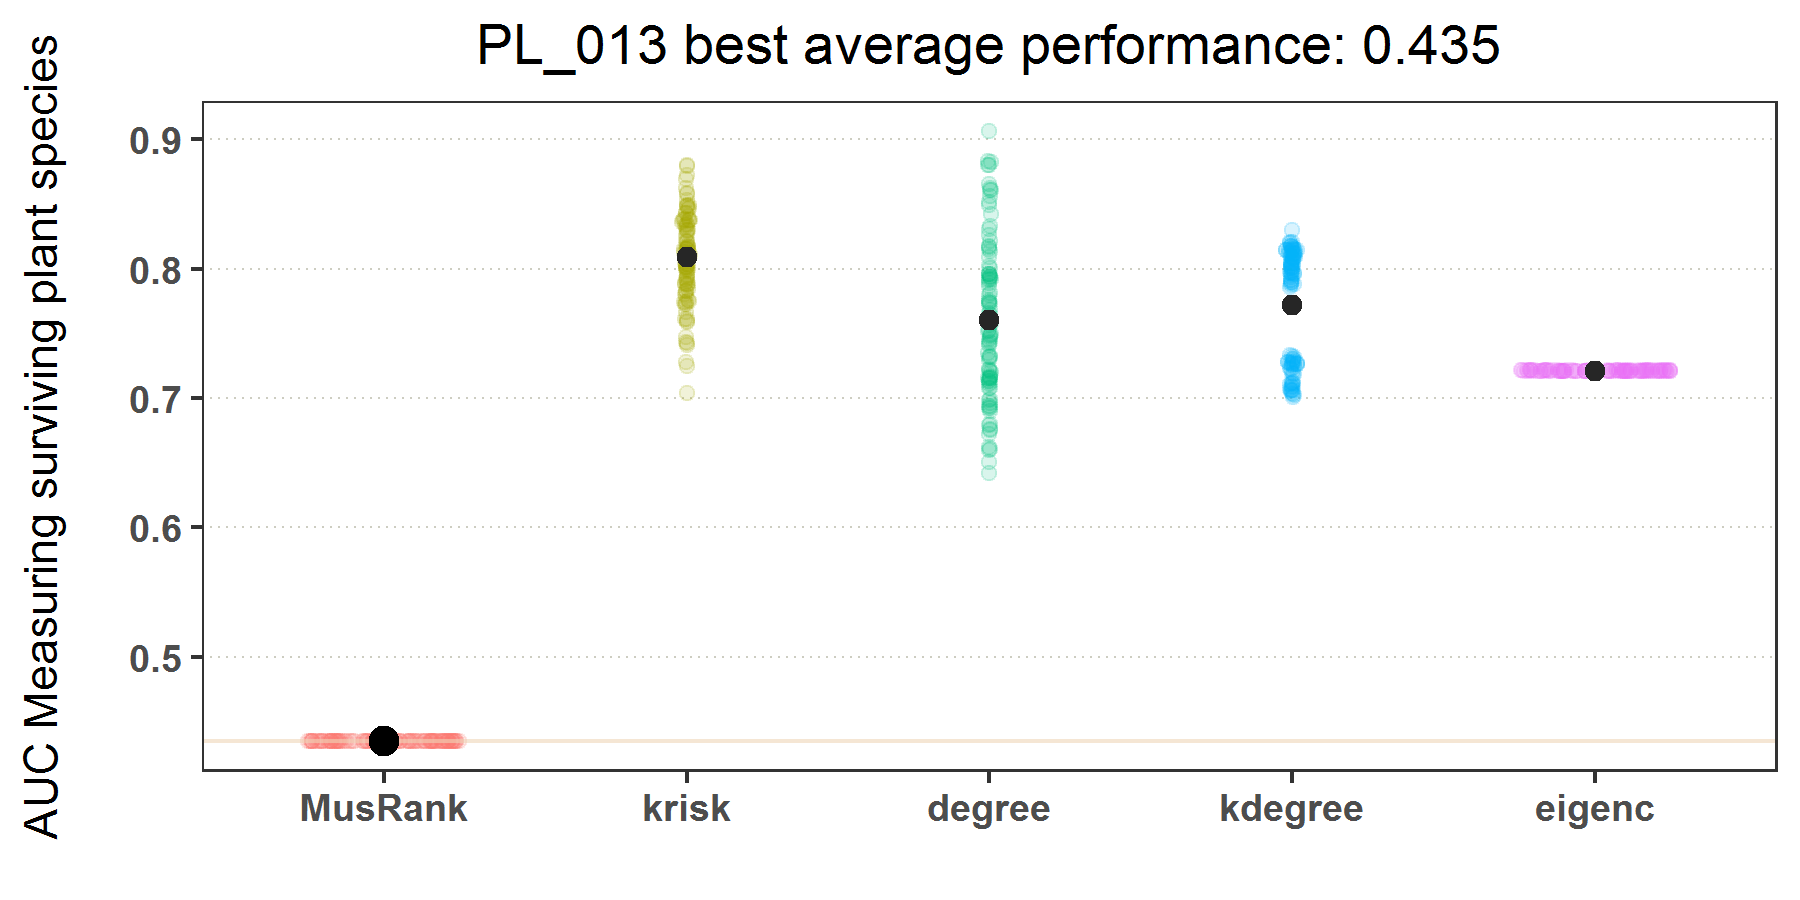 PL_013 best average performance: 0.435
AUC Measuring surviving plant species
0.9
0.8
0.7
0.6
0.5
MusRank
krisk
degree
kdegree
eigenc